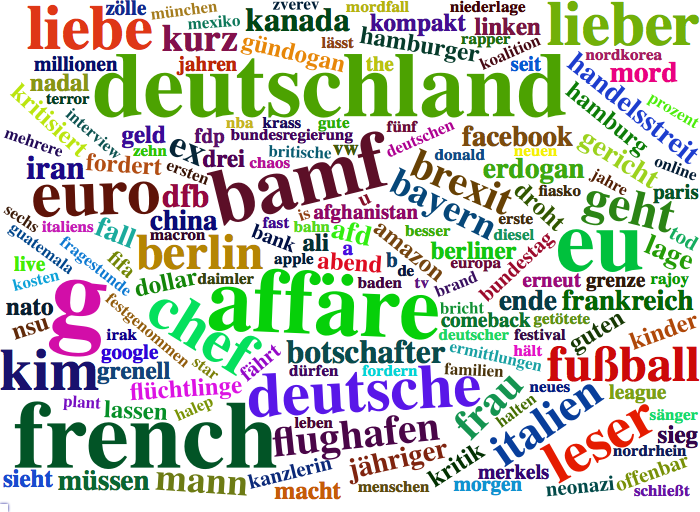 zölle
münchen
zverev
mordfall
niederlage
liebe
mexiko
kanada
kompakt
linken
lieber
kurz
gündogan
lässt
hamburger
rapper
koalition
millionen
jahren
the
seit
nordkorea
nadal
deutschland
handelsstreit
mord
terror
kritisiert
interview
hamburg
prozent
nba
krass
gute
fünf
geld
fdp
bundesregierung
deutschen
facebook
gericht
mehrere
zehn
ex
drei
britische
vw
donald
neuen
online
iran
fordert
ersten
chaos
bamf
brexit
erdogan
jahre
euro
dfb
u
bayern
droht
fiasko
paris
sechs
italiens
china
is
afghanistan
erste
geht
tod
guatemala
fall
macron
fast
bahn
afd
besser
diesel
eu
lage
fragestunde
berlin
bank
ali
a
amazon
berliner
bundestag
live
fifa
apple
abend
b
de
europa
kosten
dollar
daimler
baden
tv
brand
erneut
grenze
rajoy
nato
g
festgenommen
chef
affäre
bricht
ende
frankreich
nsu
irak
comeback
getötete
star
deutscher
festival
guten
kinder
google
fährt
botschafter
ermittlungen
hält
kim
grenell
flüchtlinge
dürfen
fordern
familien
fußball
plant
lassen
halep
deutsche
frau
halten
neues
league
french
leben
flughafen
italien
leser
sänger
sieg
kritik
nordrhein
sieht
müssen
mann
kanzlerin
jähriger
merkels
offenbar
macht
menschen
morgen
neonazi
schließt